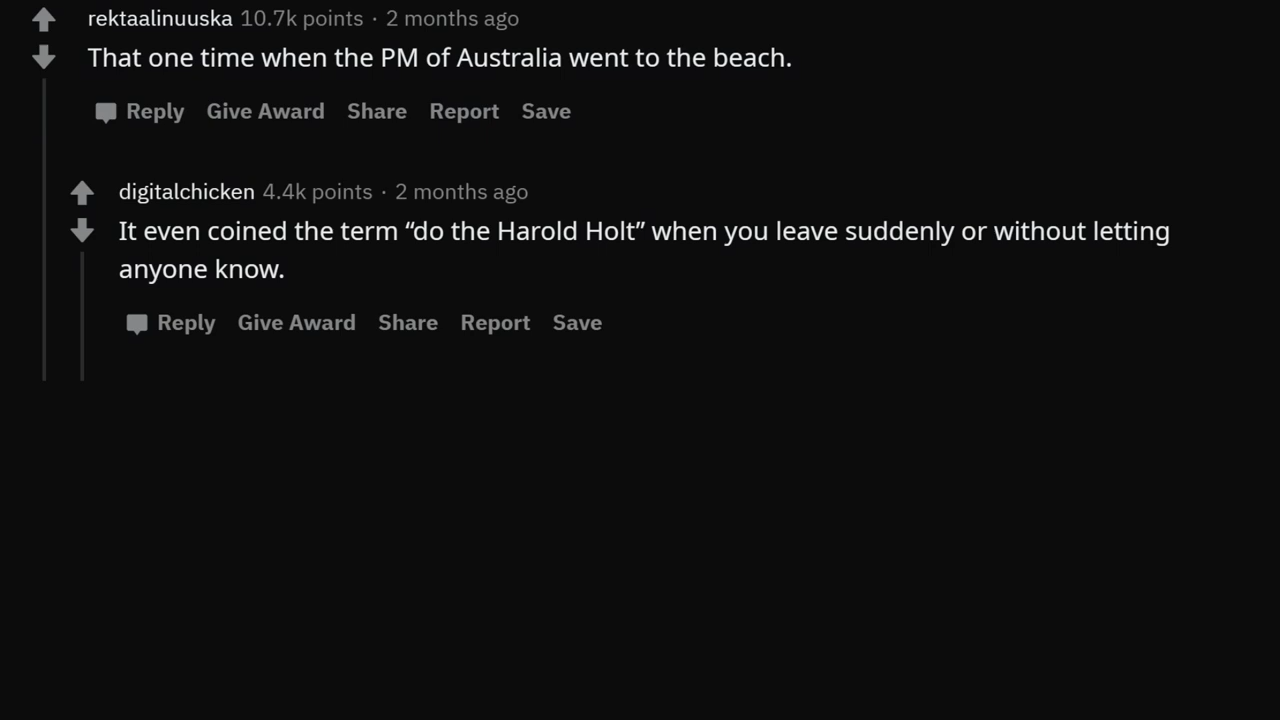 rektaalinuuska 10.7k points · 2 months ago
That one time when the PM of Australia went to the beach.
Reply Give Award Share Report Save
digitalchicken 4.4k points · 2 months ago
It even coined the term “do the Harold Holt” when you leave suddenly or without letting
anyone know.
Reply Give Award Share Report Save